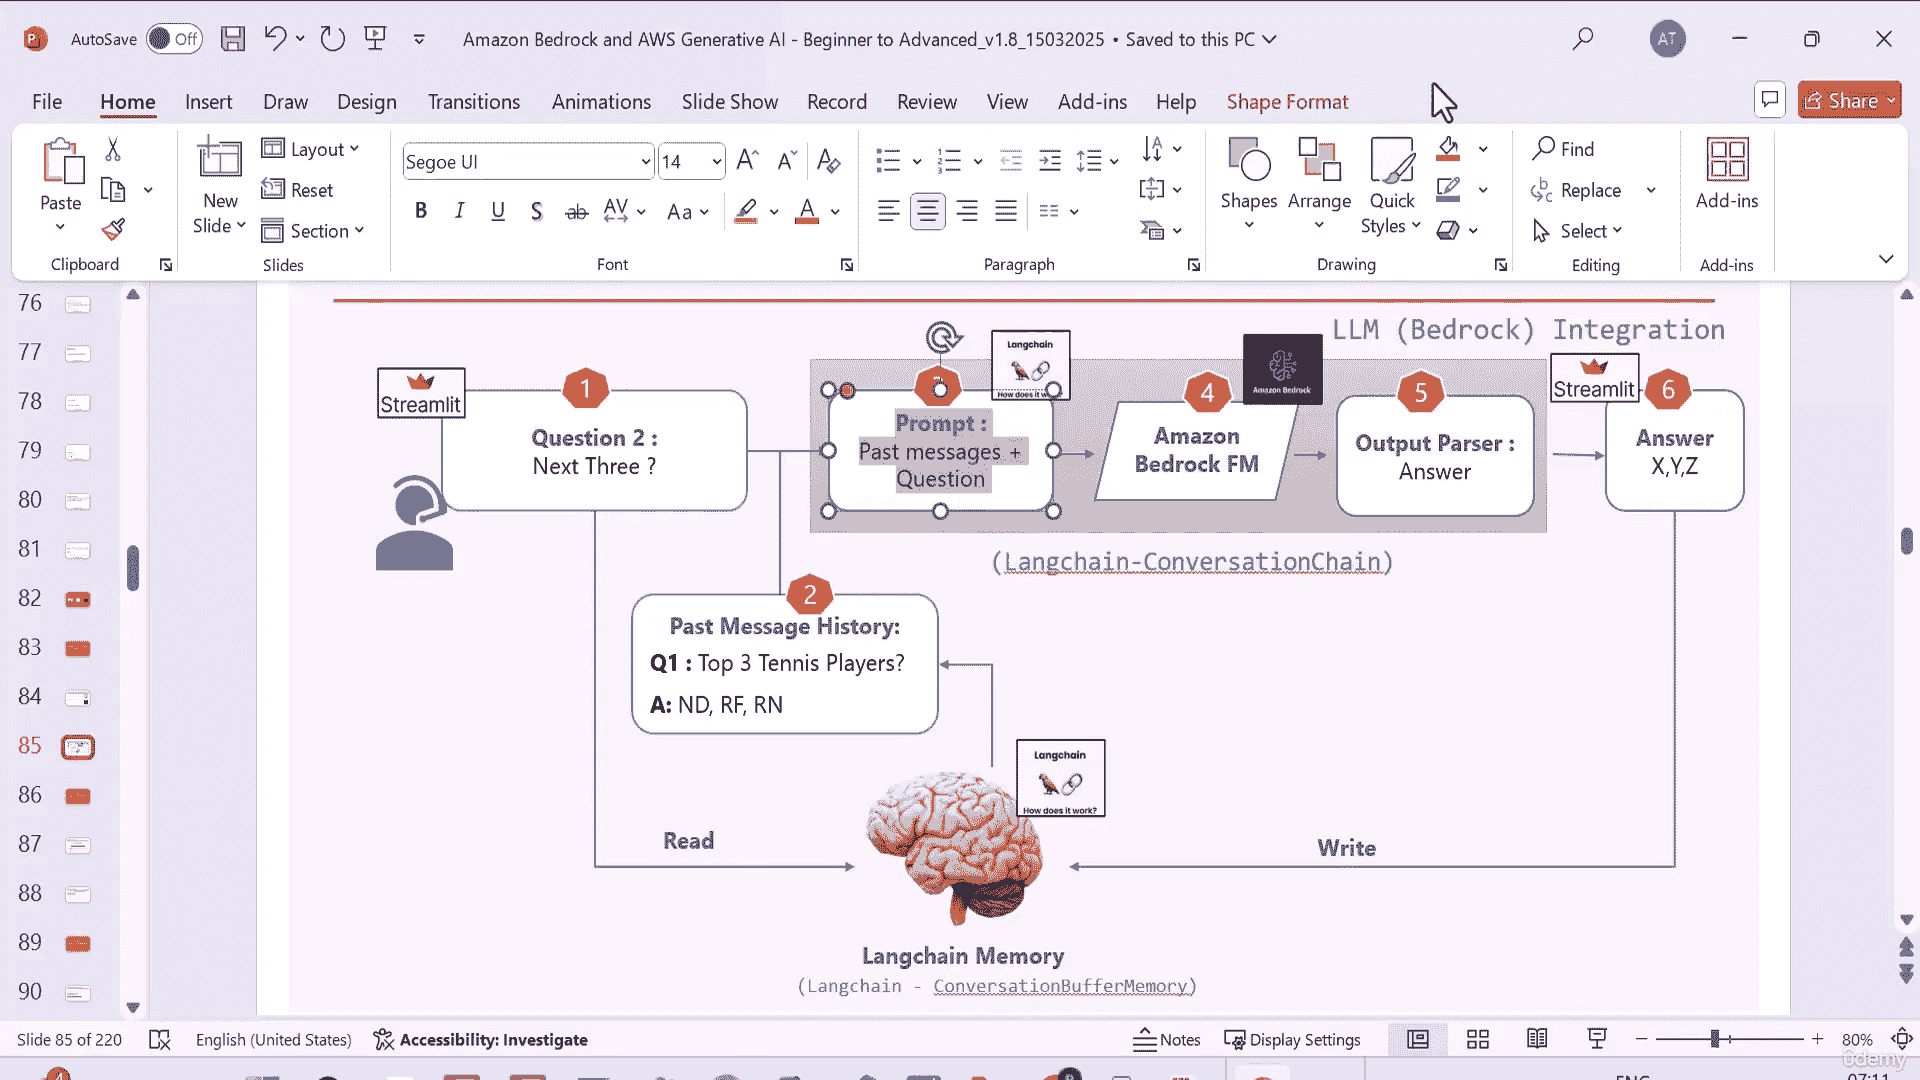 AutoSave Off Amazon Bedrock and AWS Generative AI - Beginner to Advanced_v1.8_15032025 • Saved to this PC AT
File Home Insert Draw Design Transitions Animations Slide Show Record Review View Add-ins Help Shape Format Share
Paste
Clipboard
New Slide
Layout
Reset
Section
Slides
Segoe UI 14
Font
Paragraph
Shapes
Arrange
Quick Styles
Drawing
Find
Replace
Select
Editing
Add-ins
Add-ins
76
77
78
79
80
81
82
83
84
85
86
87
88
89
90
LLM (Bedrock) Integration
Streamlit
1
Question 2 :
Next Three ?
Langchain
Prompt :
Past messages +
Question
4
Amazon Bedrock
Amazon
Bedrock FM
5
Output Parser :
Answer
Streamlit
6
Answer
X,Y,Z
(Langchain-ConversationChain)
2
Past Message History:
Q1 : Top 3 Tennis Players?
A: ND, RF, RN
Langchain
How does it work?
Read
Write
Langchain Memory
(Langchain - ConversationBufferMemory)
Slide 85 of 220 English (United States) Accessibility: Investigate Notes Display Settings 80%
ûdemy